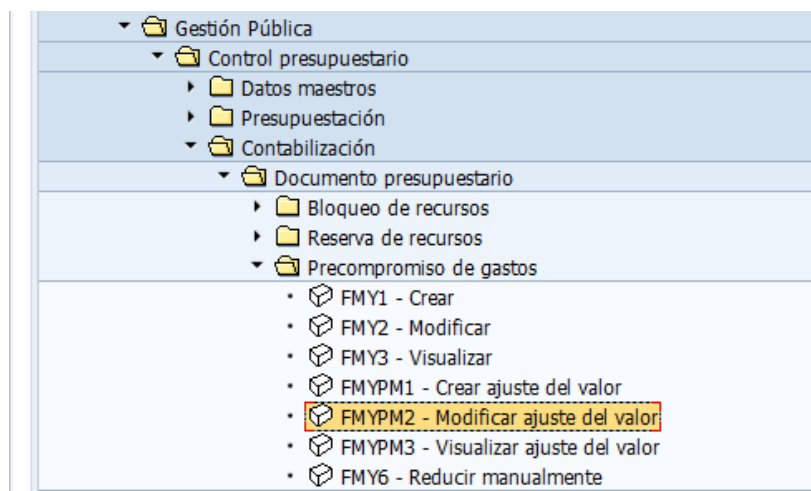 Gestión Pública
Control presupuestario
Datos maestros
Presupuestación
Contabilización
Documento presupuestario
Bloqueo de recursos
Reserva de recursos
Precompromiso de gastos
FMY1 - Crear
FMY2 - Modificar
FMY3 - Visualizar
FMYPM1 - Crear ajuste del valor
FMYPM2 - Modificar ajuste del valor
FMYPM3 - Visualizar ajuste del valor
FMY6 - Reducir manualmente